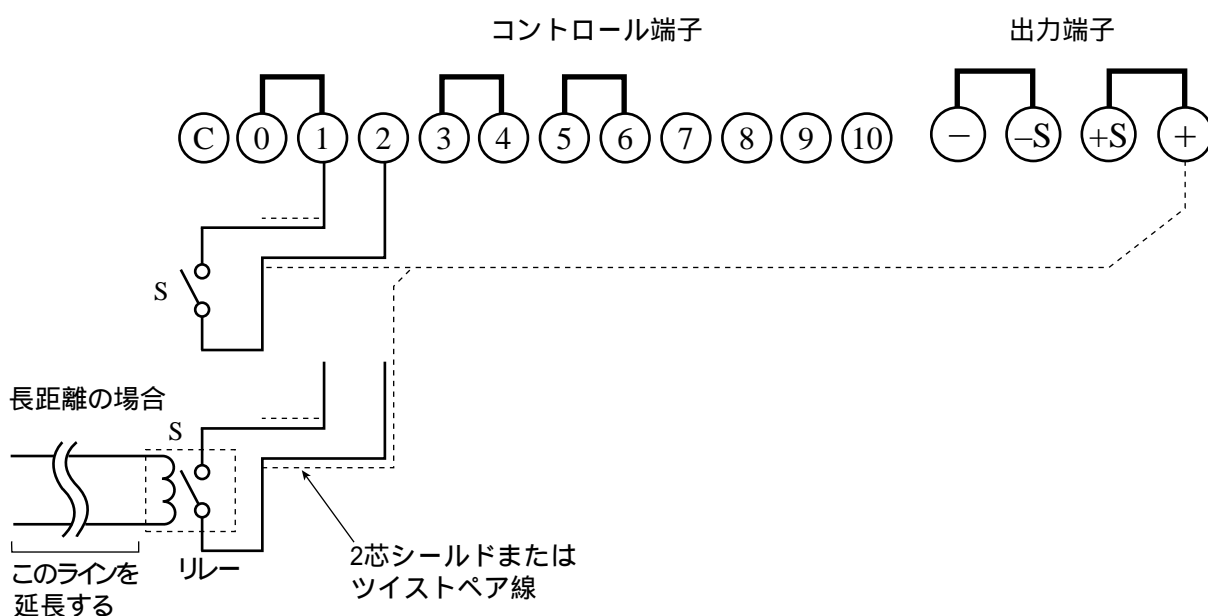 コントロール端子
出力端子
C 0 1 2 3 4 5 6 7 8 9 10 − −S +S +
S
長距離の場合
S
リレー
2芯シールドまたは
ツイストペア線
このラインを
延長する